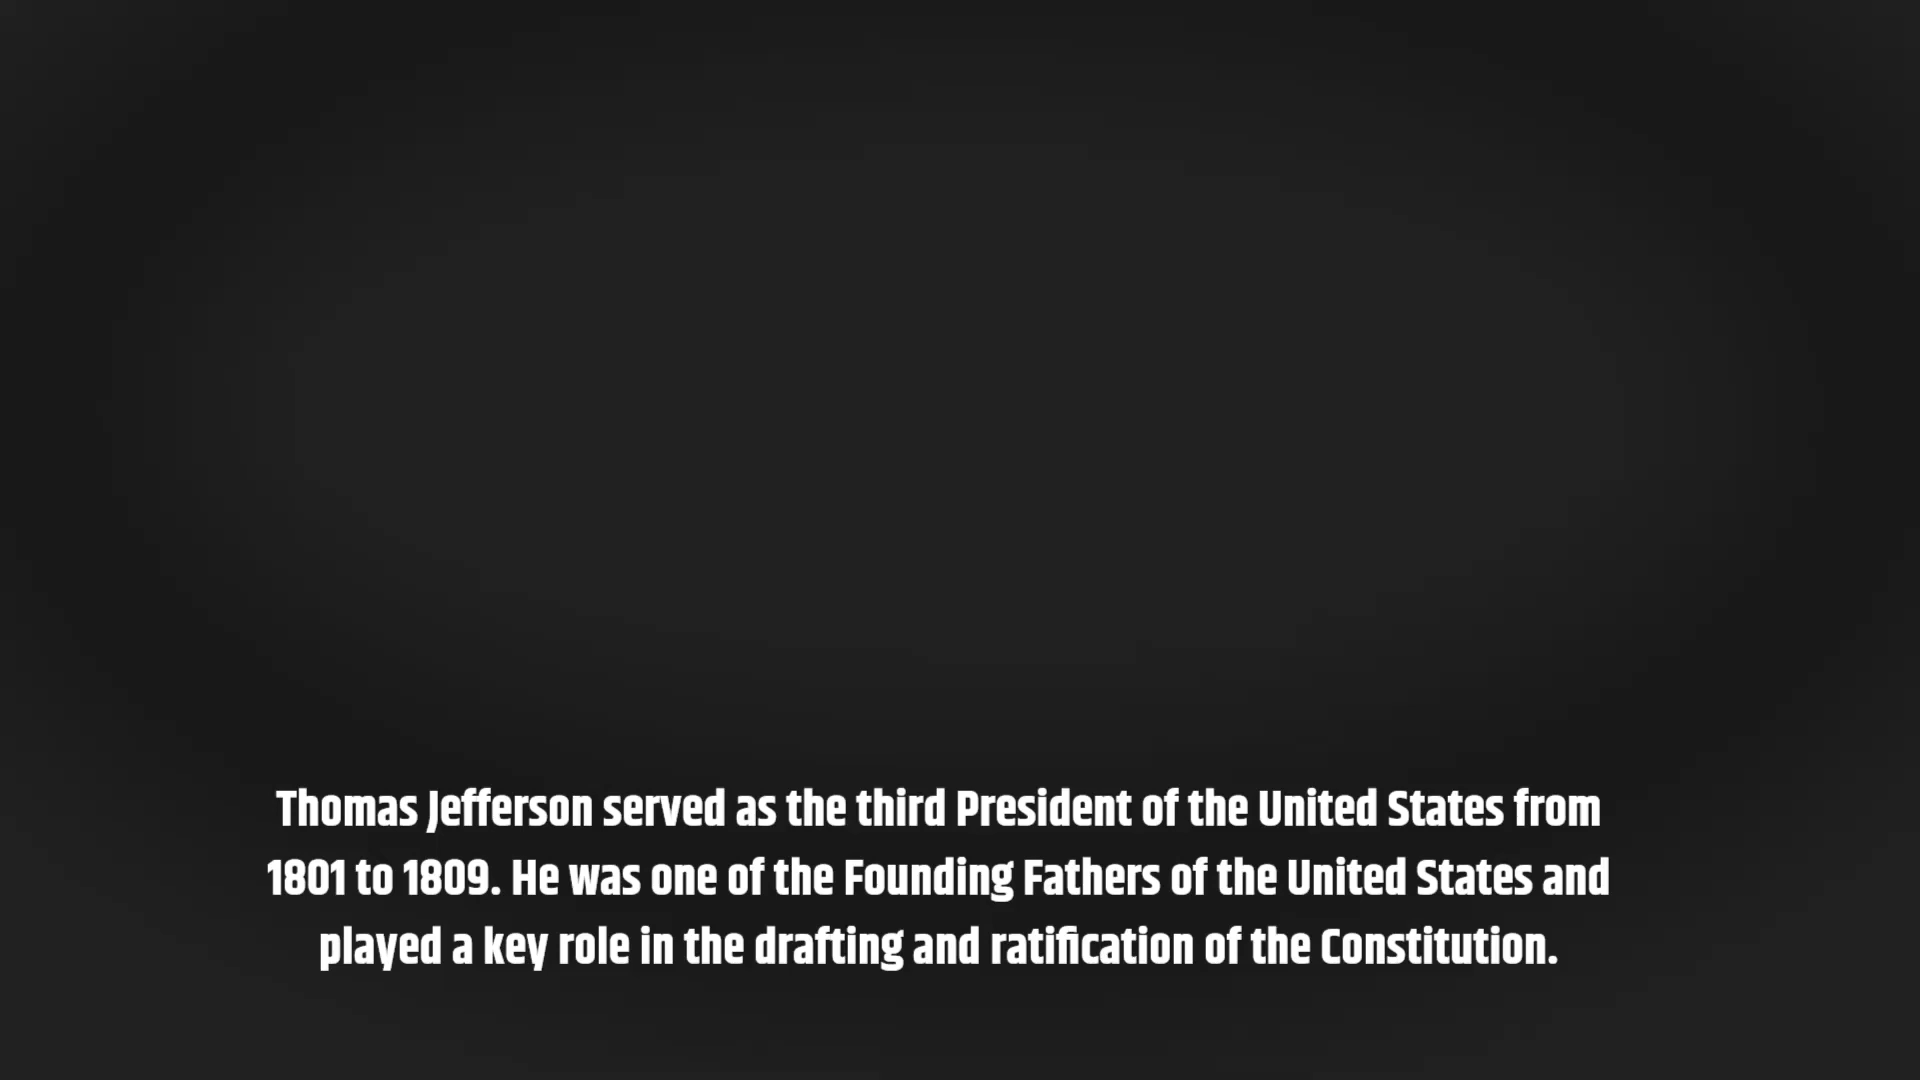 Thomas Jefferson served as the third President of the United States from
1801 to 1809. He was one of the Founding Fathers of the United States and
played a key role in the drafting and ratification of the Constitution.